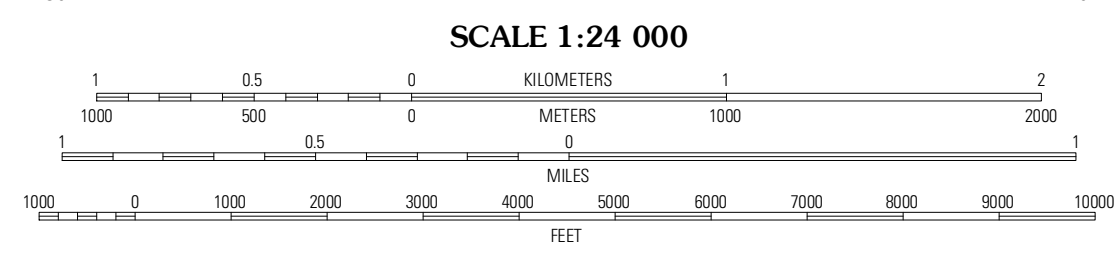 SCALE 1:24 000
1 0.5 0 KILOMETERS 1 2
1000 500 0 METERS 1000 2000
1 0.5 0 1
MILES
1000 0 1000 2000 3000 4000 5000 6000 7000 8000 9000 10000
FEET